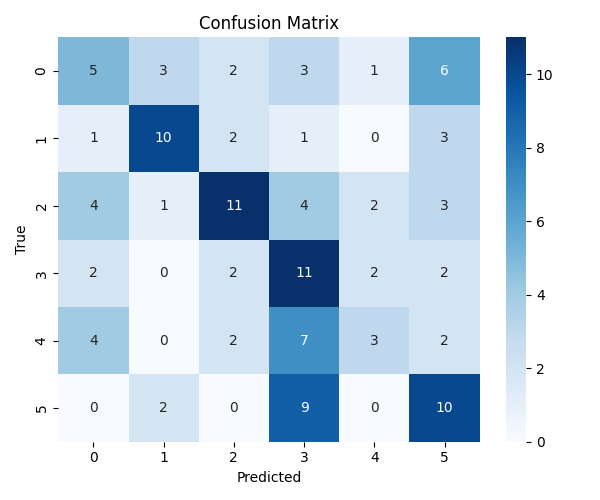 Confusion Matrix
0 5 3 2 3 1 6
1 1 10 2 1 0 3
2 4 1 11 4 2 3
3 2 0 2 11 2 2
4 4 0 2 7 3 2
5 0 2 0 9 0 10
0 1 2 3 4 5
True
Predicted
10
8
6
4
2
0